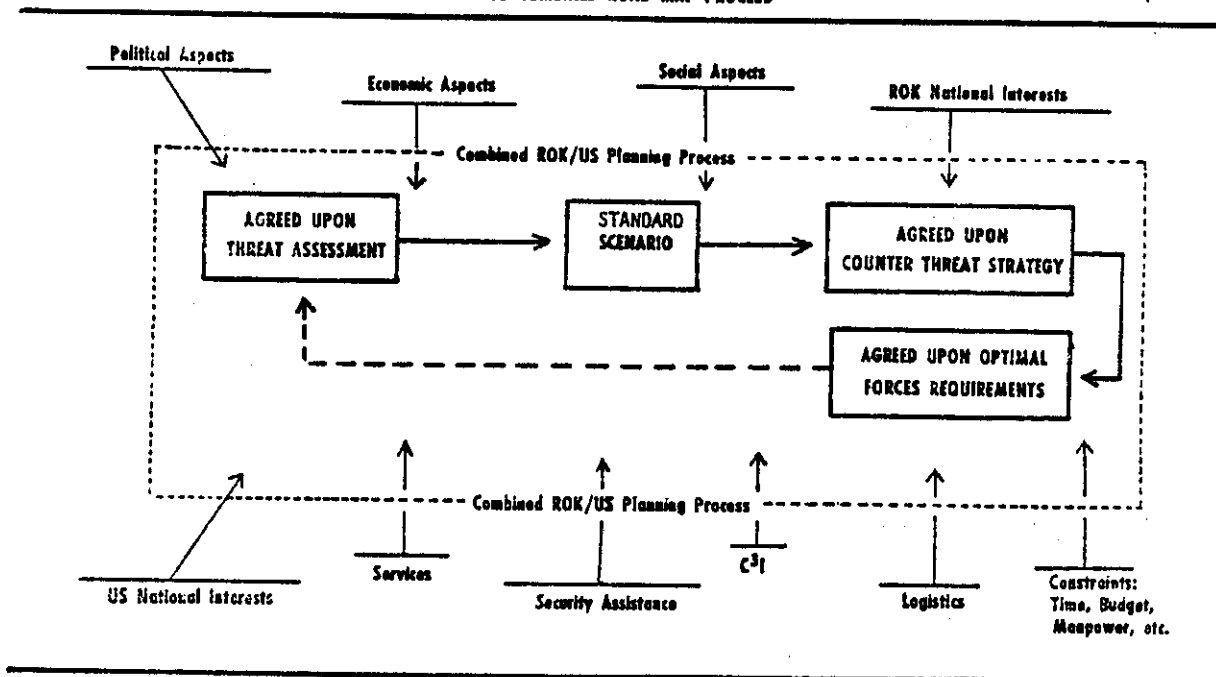 Political Aspects
Economic Aspects
Social Aspects
ROK National Interests
Combined ROK/US Planning Process
AGREED UPON
THREAT ASSESSMENT
STANDARD
SCENARIO
AGREED UPON
COUNTER THREAT STRATEGY
AGREED UPON OPTIMAL
FORCES REQUIREMENTS
Combined ROK/US Planning Process
US National Interests
Services
Security Assistance
C³I
Logistics
Constraints:
Time, Budget,
Manpower, etc.